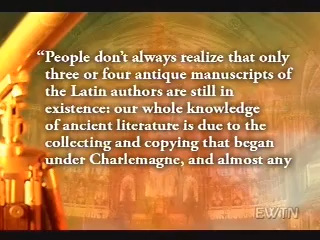 “People don’t always realize that only
three or four antique manuscripts of
the Latin authors are still in
existence: our whole knowledge
of ancient literature is due to the
collecting and copying that began
under Charlemagne, and almost any
EWTN